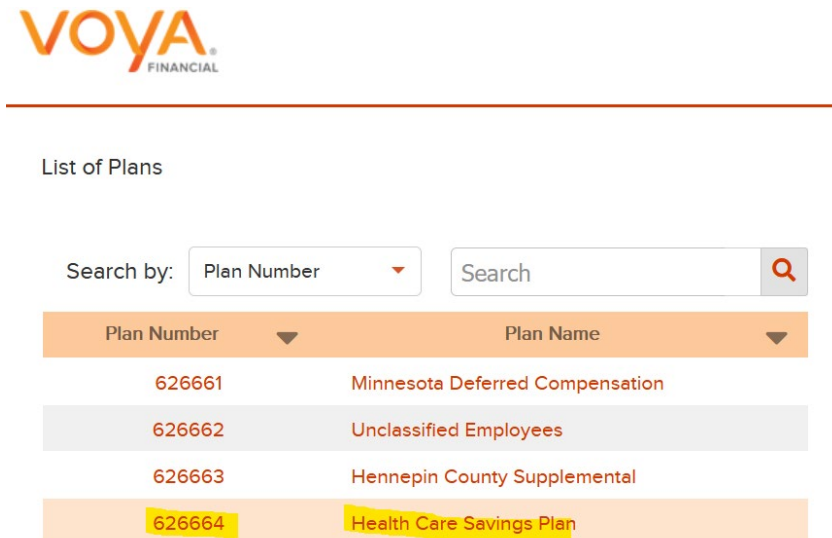 VOYA
FINANCIAL
List of Plans
Search by: Plan Number Search
Plan Number Plan Name
626661 Minnesota Deferred Compensation
626662 Unclassified Employees
626663 Hennepin County Supplemental
626664 Health Care Savings Plan